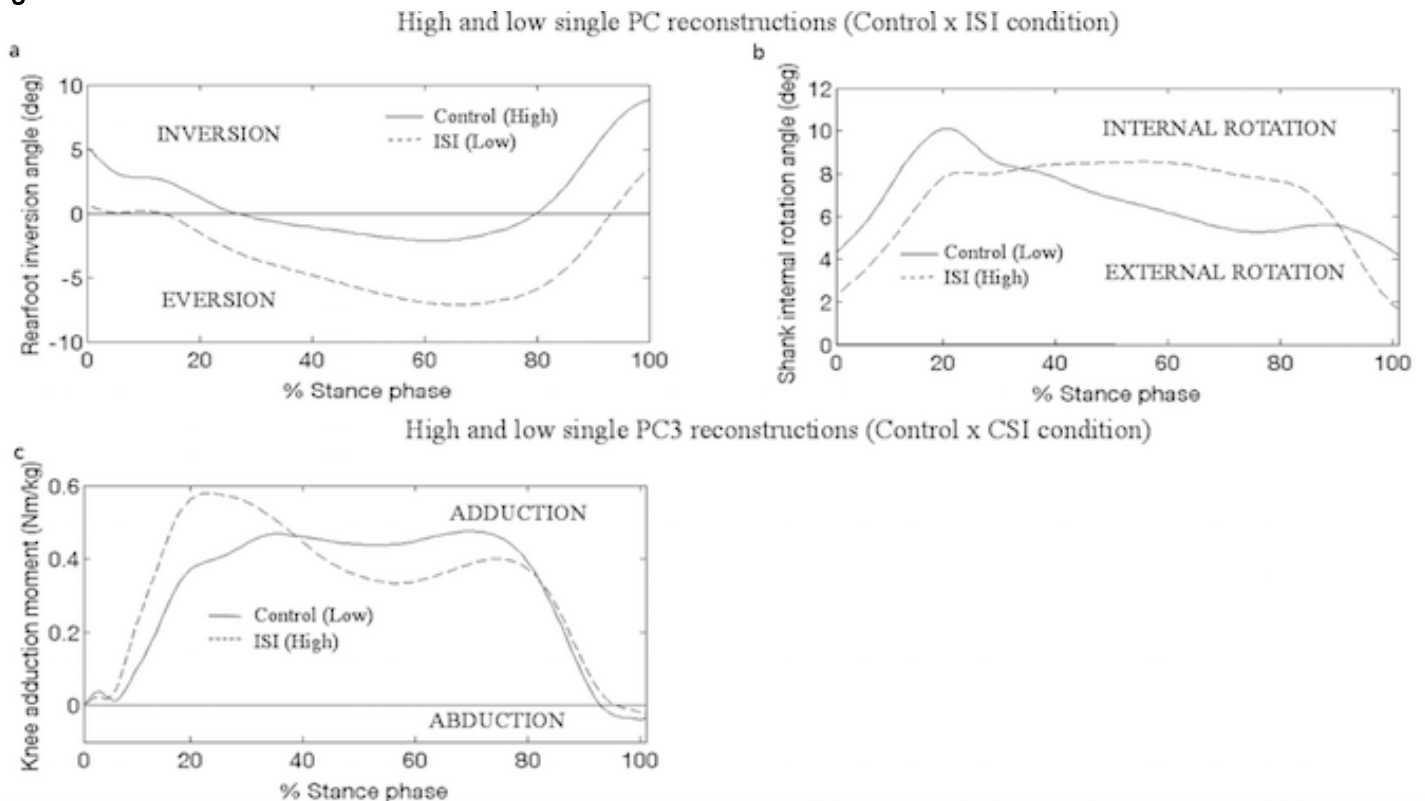 High and low single PC reconstructions (Control x ISI condition)
a
Rearfoot inversion angle (deg)
10
5
0
-5
-10
INVERSION
EVERSION
Control (High)
ISI (Low)
0 20 40 60 80 100
% Stance phase
b
Shank internal rotation angle (deg)
12
10
8
6
4
2
0
INTERNAL ROTATION
Control (Low)
ISI (High)
EXTERNAL ROTATION
0 20 40 60 80 100
% Stance phase
High and low single PC3 reconstructions (Control x CSI condition)
c
Knee adduction moment (Nm/kg)
0.6
0.4
0.2
0
ADDUCTION
Control (Low)
ISI (High)
ABDUCTION
0 20 40 60 80 100
% Stance phase